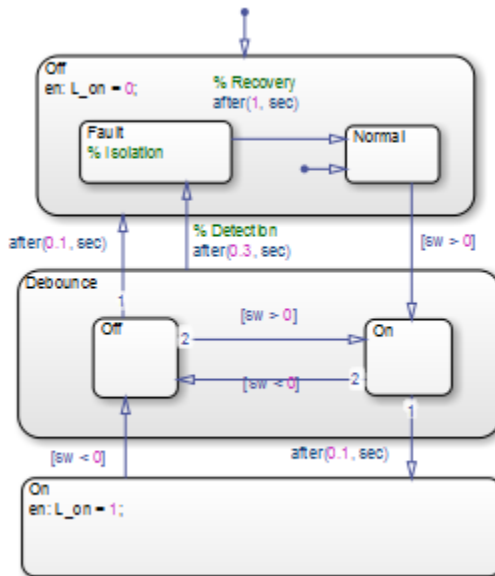 Off
en: L_on = 0;
% Recovery
after(1, sec)
Fault
% Isolation
Normal
after(0.1, sec)
% Detection
after(0.3, sec)
[sw > 0]
Debounce
1
Off
2
[sw > 0]
On
[sw < 0]
2
1
[sw < 0]
after(0.1, sec)
On
en: L_on = 1;